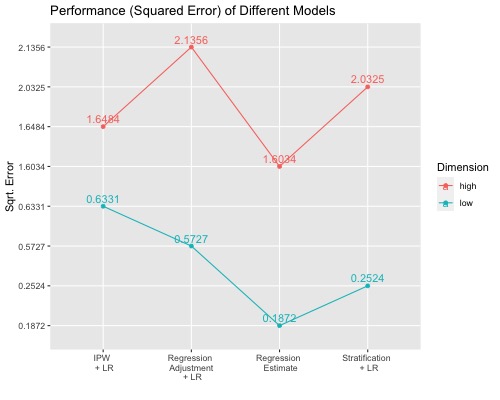 Performance (Squared Error) of Different Models
Sqrt. Error
2.1356
2.0325
1.6484
1.6034
0.6331
0.5727
0.2524
0.1872
2.1356
2.0325
1.6484
1.6034
0.6331
0.5727
0.2524
0.1872
IPW
+ LR
Regression
Adjustment
+ LR
Regression
Estimate
Stratification
+ LR
Dimension
a high
a low